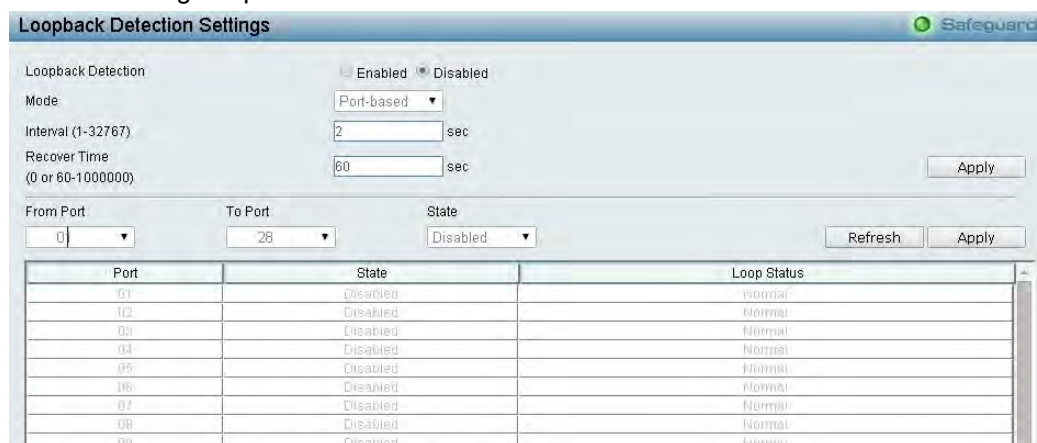 Loopback Detection Settings
Safeguard
Loopback Detection Enabled Disabled
Mode Port-based
Interval (1-32767) 2 sec
Recover Time
(0 or 60-1000000) 60 sec Apply
From Port To Port State
01 28 Disabled Refresh Apply
Port State Loop Status
01 Disabled Normal
02 Disabled Normal
03 Disabled Normal
04 Disabled Normal
05 Disabled Normal
06 Disabled Normal
07 Disabled Normal
08 Disabled Normal